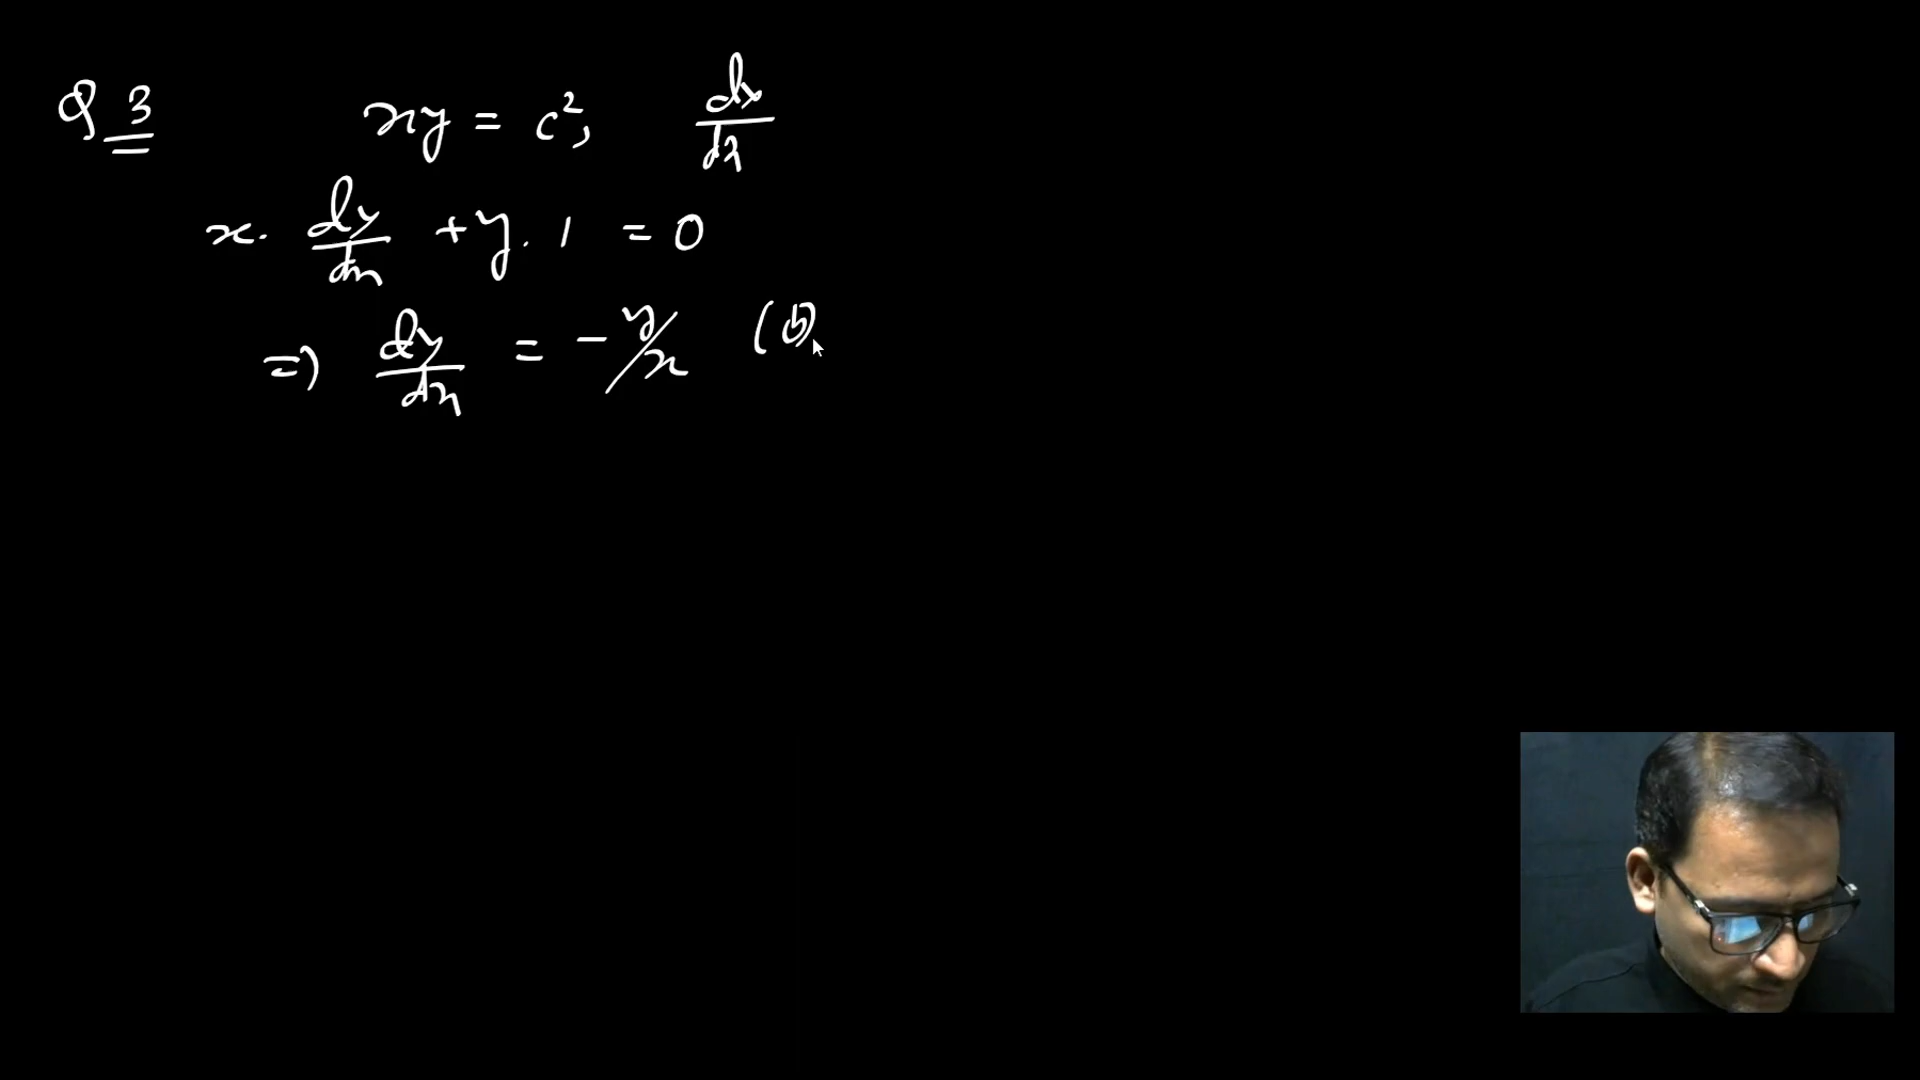 Q 3 xy = c², dy/dx
x. dy/dx + y. 1 = 0
=) dy/dx = - y/x (b)